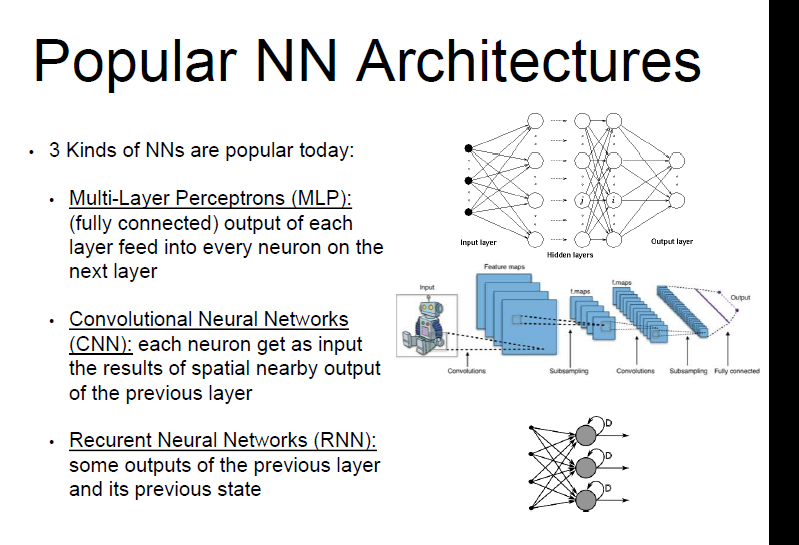 Popular NN Architectures
• 3 Kinds of NNs are popular today:
• Multi-Layer Perceptrons (MLP):
(fully connected) output of each
layer feed into every neuron on the
next layer
• Convolutional Neural Networks
(CNN): each neuron get as input
the results of spatial nearby output
of the previous layer
• Recurent Neural Networks (RNN):
some outputs of the previous layer
and its previous state
j i
Input layer
Output layer
Hidden layers
Feature maps
Input
f.maps
f.maps
Output
Convolutions
Subsampling
Convolutions
Subsampling
Fully connected
D
D
D